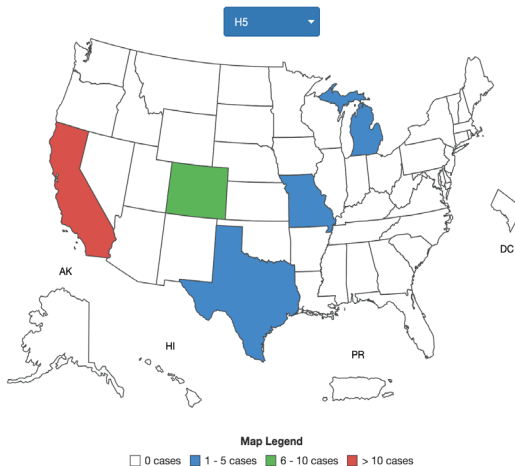 H5
DC
AK
HI
PR
Map Legend
0 cases 1 - 5 cases 6 - 10 cases > 10 cases